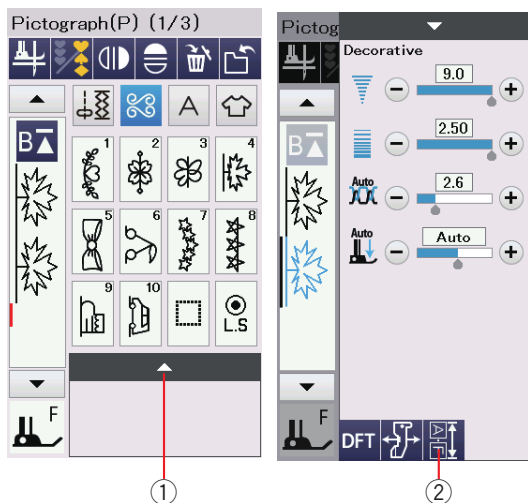 Pictograph(P) (1/3)
B
A
1
2
3
4
5
6
7
8
9
10
L.S
F
①
Pictog
Decorative
9.0
2.50
Auto
2.6
Auto
Auto
B
F
DFT
A
L
②